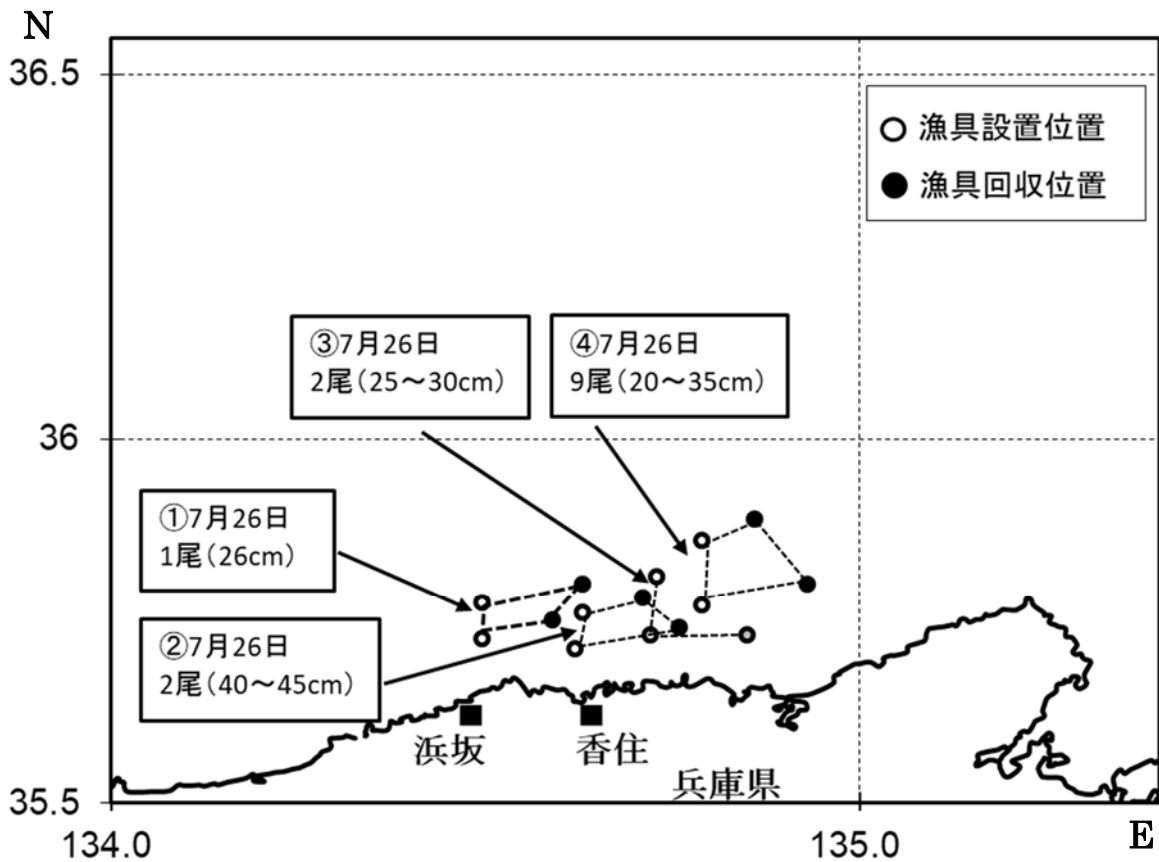 N
36.5
○ 漁具設置位置
● 漁具回収位置
③7月26日
2尾(25～30cm)
④7月26日
9尾(20～35cm)
36
①7月26日
1尾(26cm)
②7月26日
2尾(40～45cm)
浜坂
香住
兵庫県
35.5
134.0
135.0
E